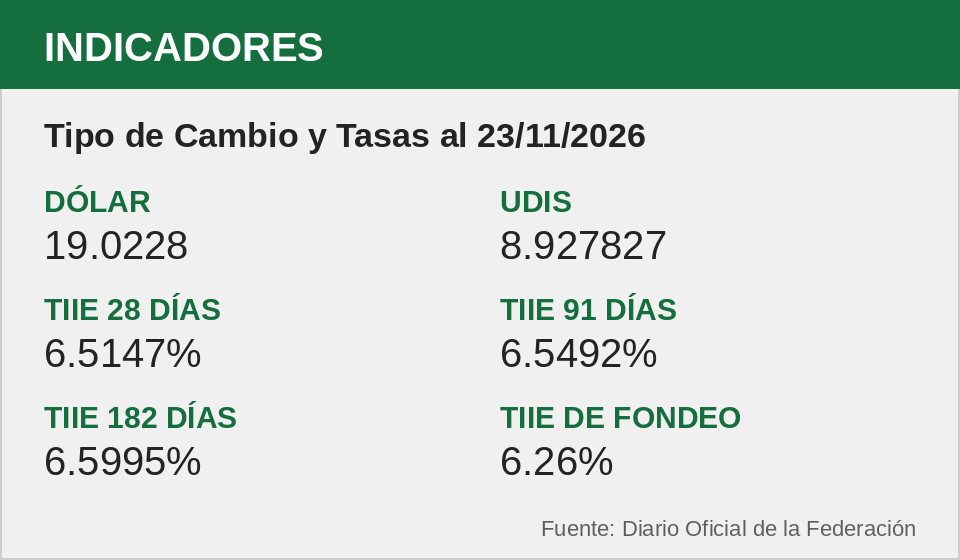 INDICADORES
Tipo de Cambio y Tasas al 23/11/2026
DÓLAR
19.0228
UDIS
8.927827
TIIE 28 DÍAS
6.5147%
TIIE 91 DÍAS
6.5492%
TIIE 182 DÍAS
6.5995%
TIIE DE FONDEO
6.26%
Fuente: Diario Oficial de la Federación